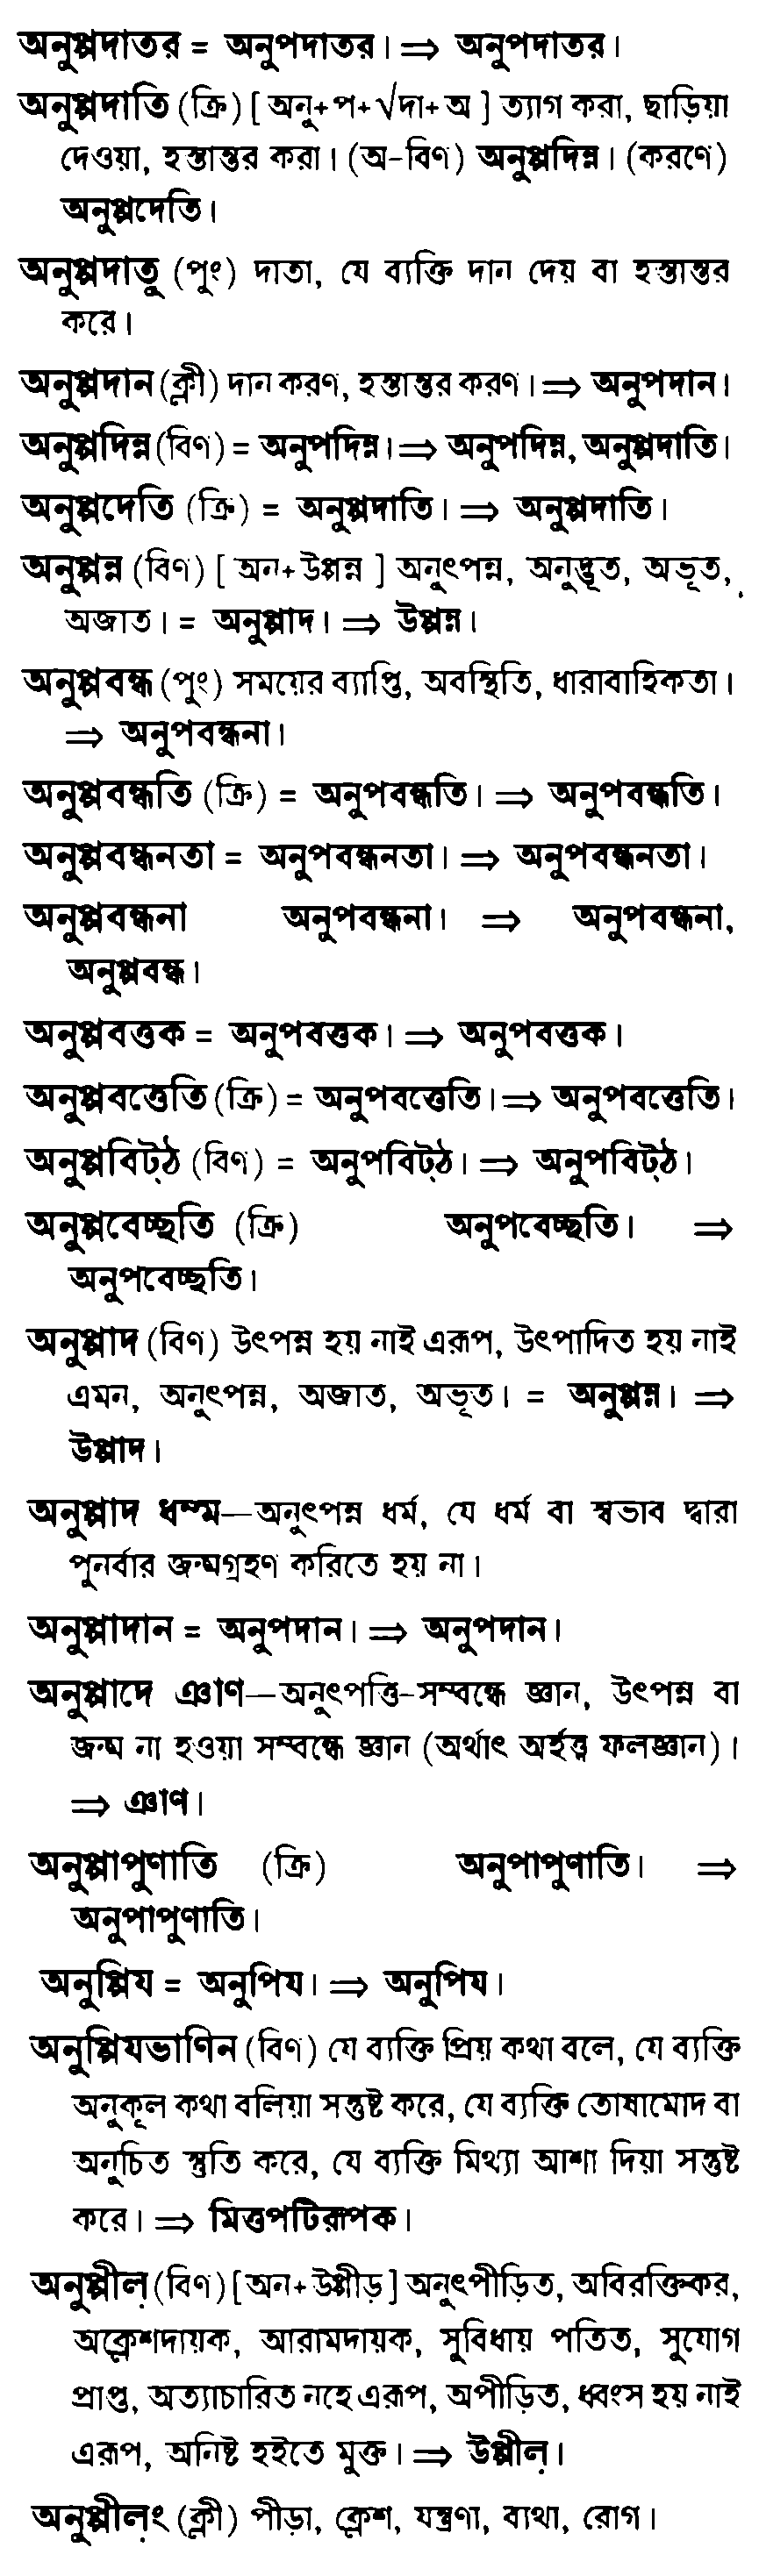 অনুপ্পদাতর = অনুপদাতর। ⇒ অনুপদাতর।
অনুপ্পদাতি (ক্রি) [ অনু+প+√দা+অ ] ত্যাগ করা, ছাড়িয়া
দেওয়া, হস্তান্তর করা। (অ-বিণ) অনুপ্পদিন্ন। (করণে)
অনুপ্পদেতি।
অনুপ্পদাতু (পুং) দাতা, যে ব্যক্তি দান দেয় বা হস্তান্তর
করে।
অনুপ্পদান (ক্লী) দান করণ, হস্তান্তর করণ। ⇒ অনুপদান।
অনুপ্পদিন্ন (বিণ) = অনুপদিন্ন। ⇒ অনুপদিন্ন, অনুপ্পদাতি।
অনুপ্পদেতি (ক্রি) = অনুপ্পদাতি। ⇒ অনুপ্পদাতি।
অনুপ্পন্ন (বিণ) [ অন+উপ্পন্ন ] অনুৎপন্ন, অনুদ্ভূত, অভূত,
অজাত। = অনুপ্পাদ। ⇒ উপ্পন্ন।
অনুপ্পবন্ধ (পুং) সময়ের ব্যাপ্তি, অবস্থিতি, ধারাবাহিকতা।
⇒ অনুপবন্ধনা।
অনুপ্পবন্ধতি (ক্রি) = অনুপবন্ধতি। ⇒ অনুপবন্ধতি।
অনুপ্পবন্ধনতা = অনুপবন্ধনতা। ⇒ অনুপবন্ধনতা।
অনুপ্পবন্ধনা অনুপবন্ধনা। ⇒ অনুপবন্ধনা,
অনুপ্পবন্ধ।
অনুপ্পবত্তক = অনুপবত্তক। ⇒ অনুপবত্তক।
অনুপ্পবত্তেতি (ক্রি) = অনুপবত্তেতি। ⇒ অনুপবত্তেতি।
অনুপ্পবিট্ঠ (বিণ) = অনুপবিট্ঠ। ⇒ অনুপবিট্ঠ।
অনুপ্পবেচ্ছতি (ক্রি) অনুপবেচ্ছতি। ⇒
অনুপবেচ্ছতি।
অনুপ্পাদ (বিণ) উৎপন্ন হয় নাই এরূপ, উৎপাদিত হয় নাই
এমন, অনুৎপন্ন, অজাত, অভূত। = অনুপ্পন্ন। ⇒
উপ্পাদ।
অনুপ্পাদ ধম্ম—অনুৎপন্ন ধর্ম, যে ধর্ম বা স্বভাব দ্বারা
পুনর্বার জন্মগ্রহণ করিতে হয় না।
অনুপ্পাদান = অনুপদান। ⇒ অনুপদান।
অনুপ্পাদে ঞাণ—অনুৎপত্তি-সম্বন্ধে জ্ঞান, উৎপন্ন বা
জন্ম না হওয়া সম্বন্ধে জ্ঞান (অর্থাৎ অর্হত্ত্ব ফলজ্ঞান)।
⇒ ঞাণ।
অনুপ্পাপুণাতি (ক্রি) অনুপাপুণাতি। ⇒
অনুপাপুণাতি।
অনুপ্পিয = অনুপিয। ⇒ অনুপিয।
অনুপ্পিযভাণিন (বিণ) যে ব্যক্তি প্রিয় কথা বলে, যে ব্যক্তি
অনুকূল কথা বলিয়া সন্তুষ্ট করে, যে ব্যক্তি তোষামোদ বা
অনুচিত স্তুতি করে, যে ব্যক্তি মিথ্যা আশা দিয়া সন্তুষ্ট
করে। ⇒ মিত্তপটিরূপক।
অনুপ্পীল় (বিণ) [অন+উপ্পীড়] অনুৎপীড়িত, অবিরক্তিকর,
অক্লেশদায়ক, আরামদায়ক, সুবিধায় পতিত, সুযোগ
প্রাপ্ত, অত্যাচারিত নহে এরূপ, অপীড়িত, ধ্বংস হয় নাই
এরূপ, অনিষ্ট হইতে মুক্ত। ⇒ উপ্পীল়।
অনুপ্পীল়ং (ক্লী) পীড়া, ক্লেশ, যন্ত্রণা, ব্যথা, রোগ।